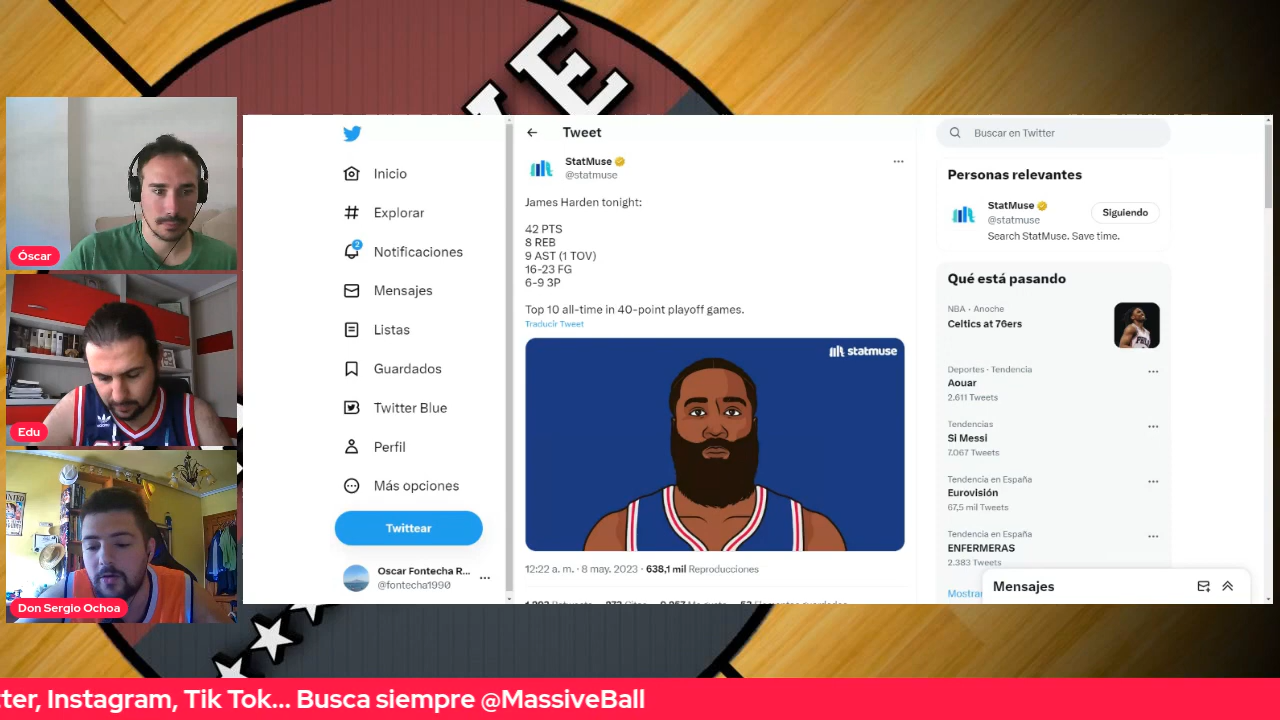 VE
Óscar
Edu
Don Sergio Ochoa
Inicio
Explorar
2
Notificaciones
Mensajes
Listas
Guardados
Twitter Blue
Perfil
Más opciones
Twittear
Oscar Fontecha R...
@fontecha1990
Tweet
StatMuse
@statmuse
James Harden tonight:
42 PTS
8 REB
9 AST (1 TOV)
16-23 FG
6-9 3P
Top 10 all-time in 40-point playoff games.
Traducir Tweet
statmuse
12:22 a. m. · 8 may. 2023 · 638,1 mil Reproducciones
Buscar en Twitter
Personas relevantes
StatMuse
@statmuse
Siguiendo
Search StatMuse. Save time.
Qué está pasando
NBA · Anoche
Celtics at 76ers
Deportes · Tendencia
Aouar
2.611 Tweets
Tendencias
Si Messi
7.067 Tweets
Tendencia en España
Eurovisión
67,5 mil Tweets
Tendencia en España
ENFERMERAS
2.383 Tweets
Mensajes
tter, Instagram, Tik Tok... Busca siempre @MassiveBall